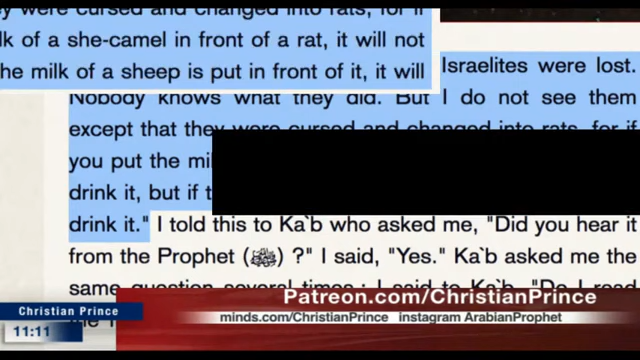 y were cursed and changed into rats, for if
lk of a she-camel in front of a rat, it will not
he milk of a sheep is put in front of it, it will
Israelites were lost.
Nobody knows what they did. But I do not see them
except that they were cursed and changed into rats, for if
you put the mil
drink it, but if t
drink it." I told this to Ka`b who asked me, "Did you hear it
from the Prophet (ﷺ) ?" I said, "Yes." Ka`b asked me the
same question several times.; I said to Ka`b, "Do I read
Patreon.com/ChristianPrince
Christian Prince
minds.com/ChristianPrince instagram ArabianProphet
11:11